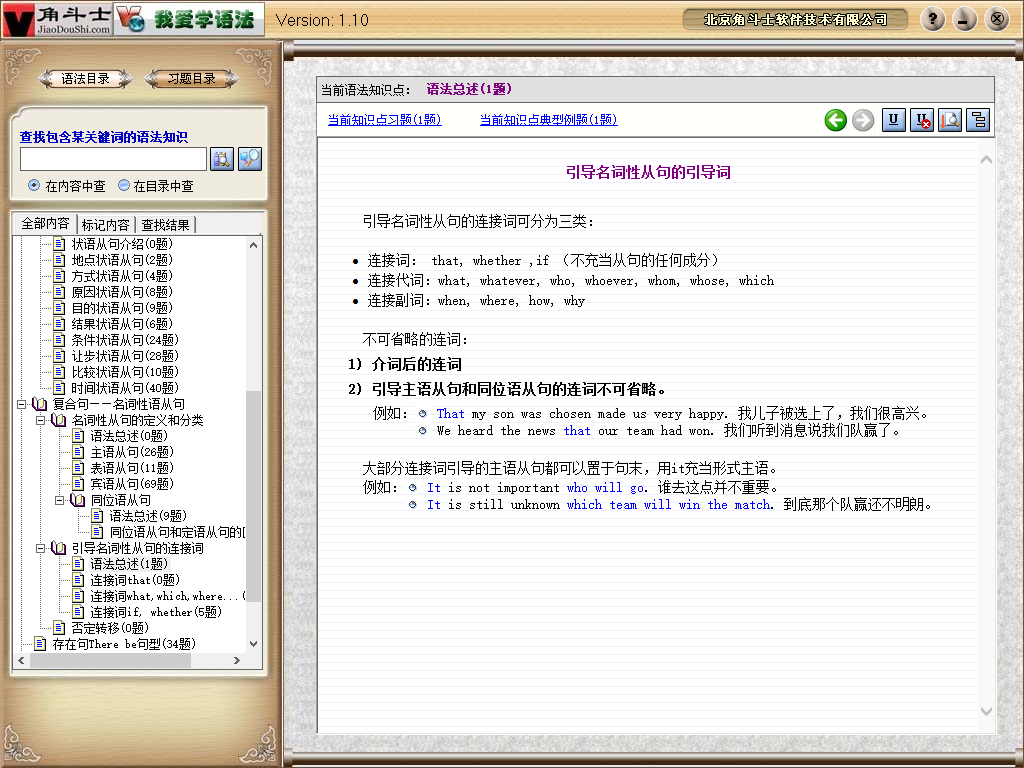 角斗士
JiaoDouShi.com
我爱学语法
Version: 1.10
北京角斗士软件技术有限公司
语法目录
习题目录
查找包含某关键词的语法知识
在内容中查
在目录中查
全部内容
标记内容
查找结果
状语从句介绍(0题)
地点状语从句(2题)
方式状语从句(4题)
原因状语从句(8题)
目的状语从句(9题)
结果状语从句(6题)
条件状语从句(24题)
让步状语从句(28题)
比较状语从句(10题)
时间状语从句(40题)
复合句——名词性语从句
名词性从句的定义和分类
语法总述(0题)
主语从句(26题)
表语从句(11题)
宾语从句(69题)
同位语从句
语法总述(9题)
同位语从句和定语从句的
引导名词性从句的连接词
语法总述(1题)
连接词that(0题)
连接词what,which,where...(
连接词if, whether(5题)
否定转移(0题)
存在句There be句型(34题)
当前语法知识点： 语法总述(1题)
当前知识点习题(1题)
当前知识点典型例题(1题)
引导名词性从句的引导词
引导名词性从句的连接词可分为三类：
连接词： that, whether ,if （不充当从句的任何成分）
连接代词：what, whatever, who, whoever, whom, whose, which
连接副词：when, where, how, why
不可省略的连词：
1) 介词后的连词
2) 引导主语从句和同位语从句的连词不可省略。
例如： That my son was chosen made us very happy. 我儿子被选上了，我们很高兴。
We heard the news that our team had won. 我们听到消息说我们队赢了。
大部分连接词引导的主语从句都可以置于句末，用it充当形式主语。
例如： It is not important who will go. 谁去这点并不重要。
It is still unknown which team will win the match. 到底那个队赢还不明朗。